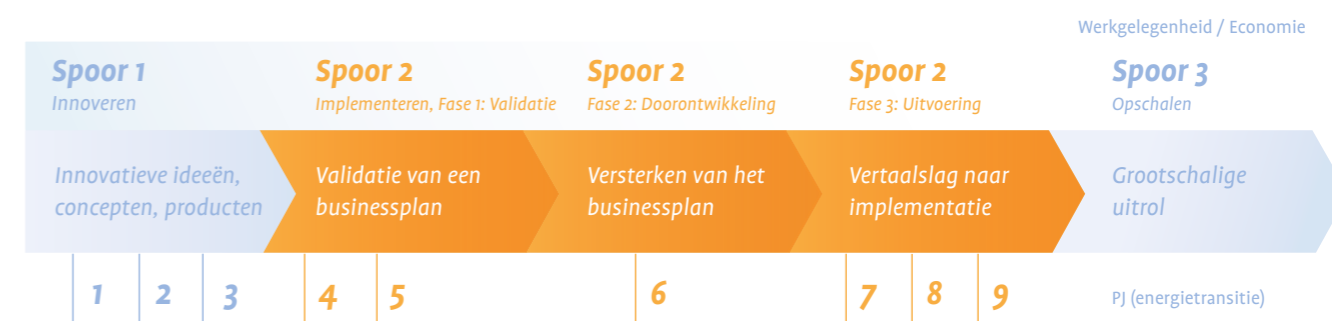 Werkgelegenheid / Economie
Spoor 1
Innoveren
Spoor 2
Implementeren, Fase 1: Validatie
Spoor 2
Fase 2: Doorontwikkeling
Spoor 2
Fase 3: Uitvoering
Spoor 3
Opschalen
Innovatieve ideeën,
concepten, producten
Validatie van een
businessplan
Versterken van het
businessplan
Vertaalslag naar
implementatie
Grootschalige
uitrol
1 2 3 4 5 6 7 8 9 PJ (energietransitie)